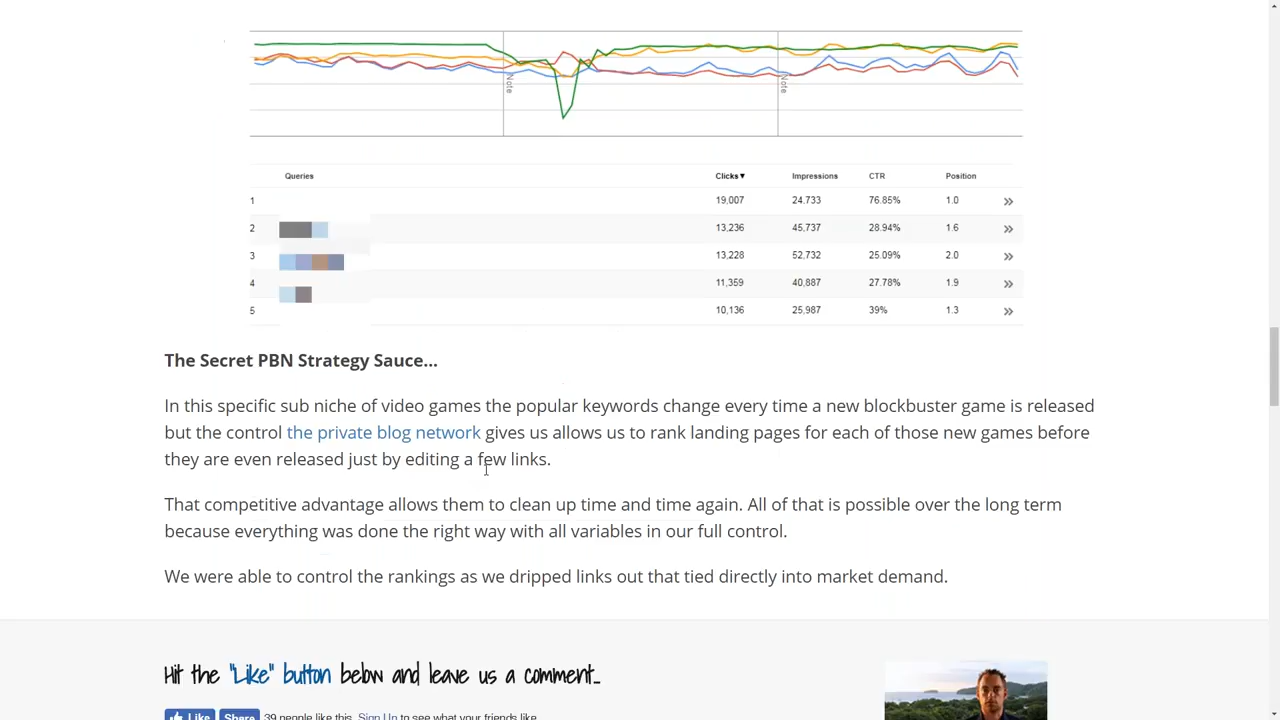 Note
Note
Queries Clicks▼ Impressions CTR Position
1 19,007 24,733 76.85% 1.0 »
2 13,236 45,737 28.94% 1.6 »
3 13,228 52,732 25.09% 2.0 »
4 11,359 40,887 27.78% 1.9 »
5 10,136 25,987 39% 1.3 »
The Secret PBN Strategy Sauce...
In this specific sub niche of video games the popular keywords change every time a new blockbuster game is released
but the control the private blog network gives us allows us to rank landing pages for each of those new games before
they are even released just by editing a few links.
That competitive advantage allows them to clean up time and time again. All of that is possible over the long term
because everything was done the right way with all variables in our full control.
We were able to control the rankings as we dripped links out that tied directly into market demand.
Hit the "Like" button below and leave us a comment...
Like Share 39 people like this. Sign Up to see what your friends like.